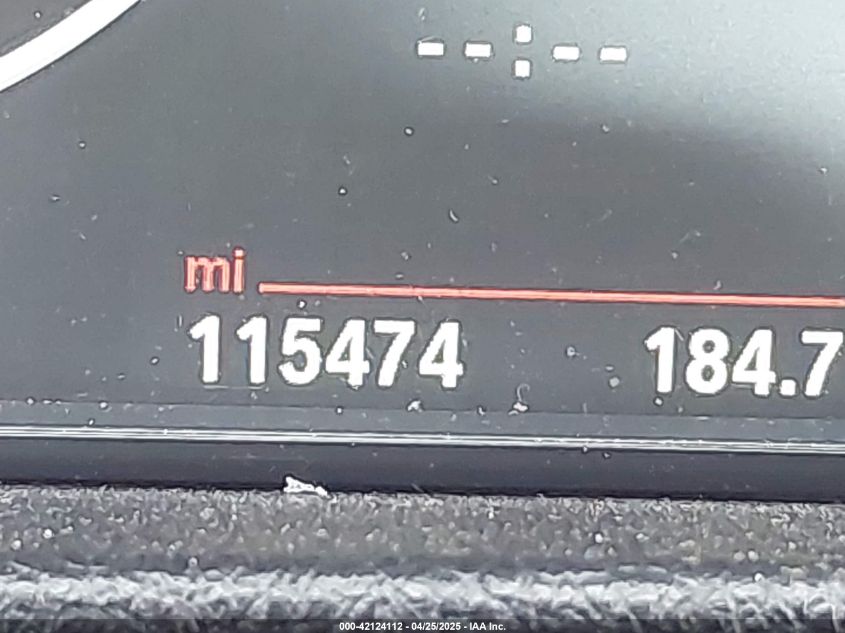 --:--
mi
115474 184.7
000-42124112 - 04/25/2025 - IAA Inc.